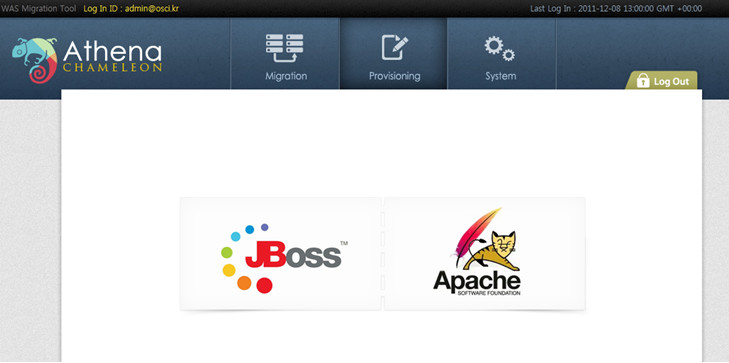 WAS Migration Tool Log In ID : admin@osci.kr Last Log In : 2011-12-08 13:00:00 GMT +00:00
Athena
CHAMELEON
Migration
Provisioning
System
Log Out
JBoss™
Apache
SOFTWARE FOUNDATION